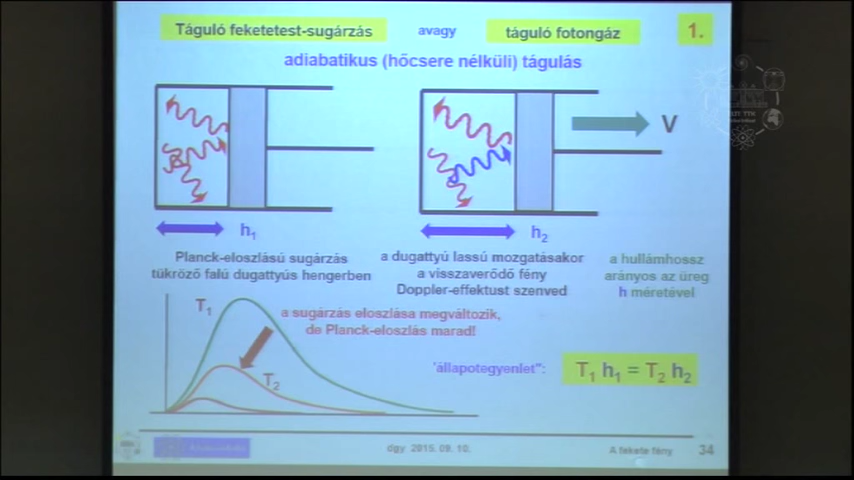 Táguló feketetest-sugárzás avagy táguló fotongáz 1.
adiabatikus (hőcsere nélküli) tágulás
V
h1 h2
Planck-eloszlású sugárzás
tükröző falú dugattyús hengerben
a dugattyú lassú mozgatásakor
a visszaverődő fény
Doppler-effektust szenved
a hullámhossz
arányos az üreg
h méretével
T1
a sugárzás eloszlása megváltozik,
de Planck-eloszlás marad!
T2
'állapotegyenlet":
T1 h1 = T2 h2
dgy 2015. 09. 10.
A fekete fény
34